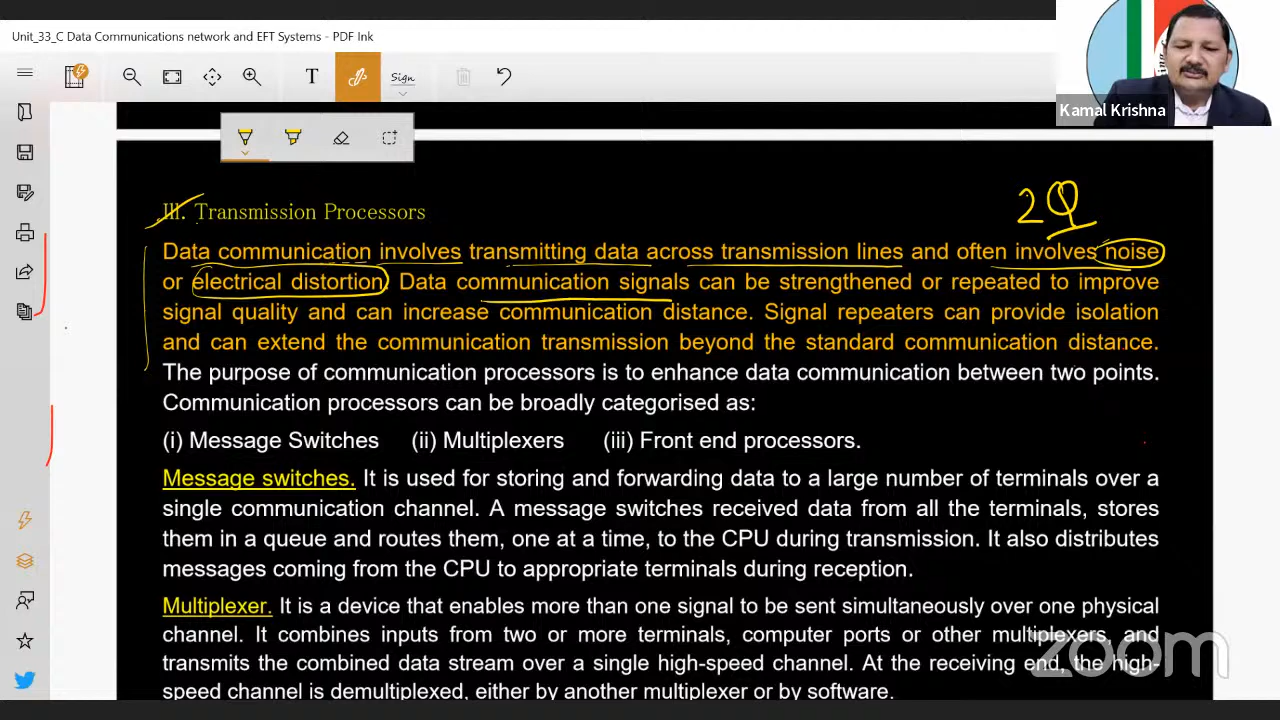 Unit_33_C Data Communications network and EFT Systems - PDF Ink
T
Sign
Kamal Krishna
2Q
III. Transmission Processors
Data communication involves transmitting data across transmission lines and often involves noise
or electrical distortion. Data communication signals can be strengthened or repeated to improve
signal quality and can increase communication distance. Signal repeaters can provide isolation
and can extend the communication transmission beyond the standard communication distance.
The purpose of communication processors is to enhance data communication between two points.
Communication processors can be broadly categorised as:
(i) Message Switches (ii) Multiplexers (iii) Front end processors.
Message switches. It is used for storing and forwarding data to a large number of terminals over a
single communication channel. A message switches received data from all the terminals, stores
them in a queue and routes them, one at a time, to the CPU during transmission. It also distributes
messages coming from the CPU to appropriate terminals during reception.
Multiplexer. It is a device that enables more than one signal to be sent simultaneously over one physical
channel. It combines inputs from two or more terminals, computer ports or other multiplexers, and
transmits the combined data stream over a single high-speed channel. At the receiving end, the high-
speed channel is demultiplexed, either by another multiplexer or by software.
zoom